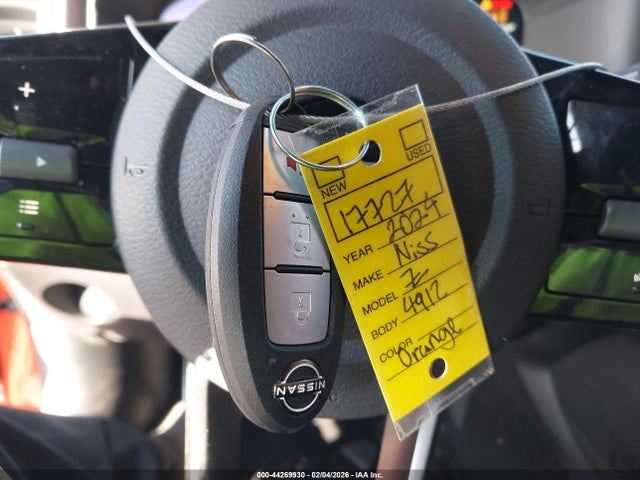 NEW
USED
17727
YEAR 2024
MAKE Niss
MODEL Z
BODY 4912
COLOR Orange
NISSAN
000-44269930 - 02/04/2026 - IAA Inc.